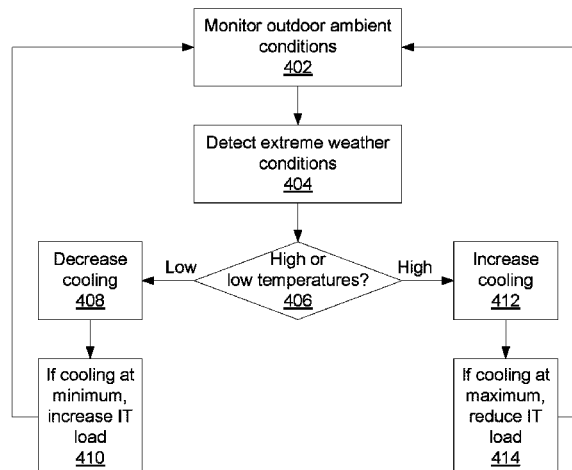 Monitor outdoor ambient
conditions
402
Detect extreme weather
conditions
404
High or
low temperatures?
406
Low
High
Decrease
cooling
408
Increase
cooling
412
If cooling at
minimum,
increase IT
load
410
If cooling at
maximum,
reduce IT
load
414